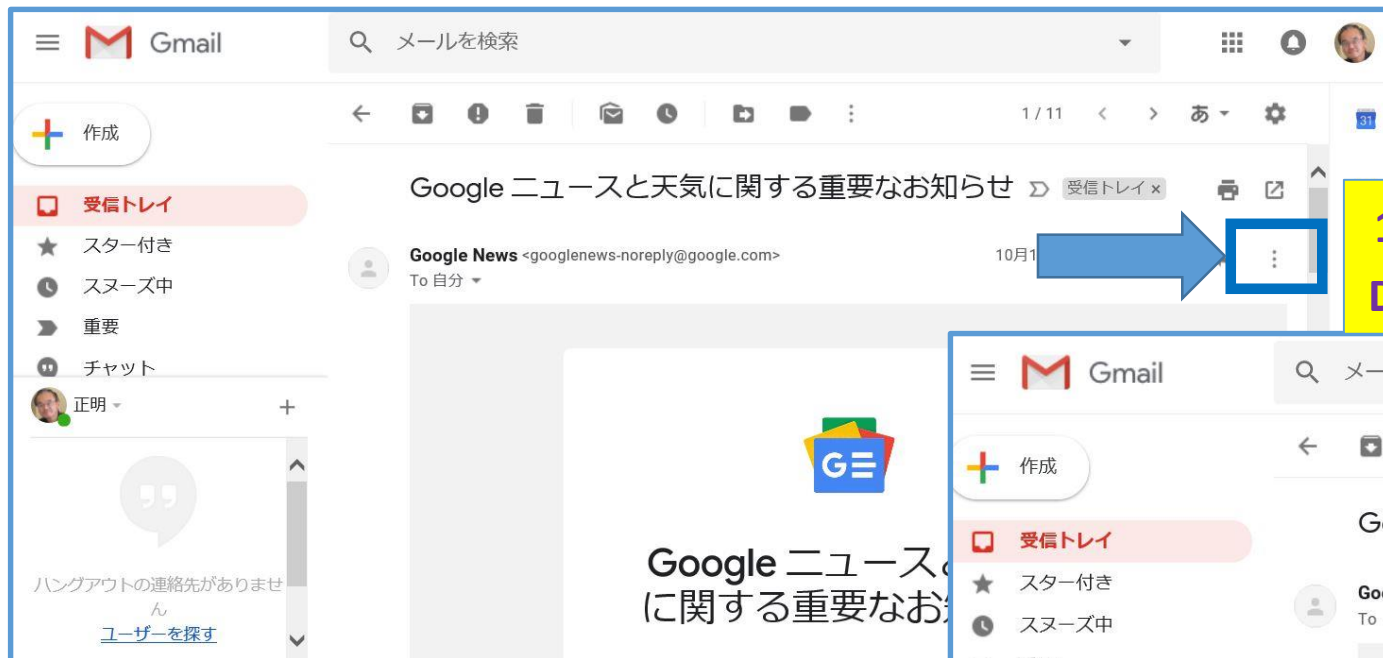 Gmail
メールを検索
作成
1 / 11
あ
31
受信トレイ
スター付き
スヌーズ中
重要
チャット
正明
ハングアウトの連絡先がありませ
ん
ユーザーを探す
Google ニュースと天気に関する重要なお知らせ
受信トレイ ×
Google News <googlenews-noreply@google.com>
10月1
To 自分
GE
Google ニュース
に関する重要なお
Gmail
メー
作成
受信トレイ
スター付き
スヌーズ中
To